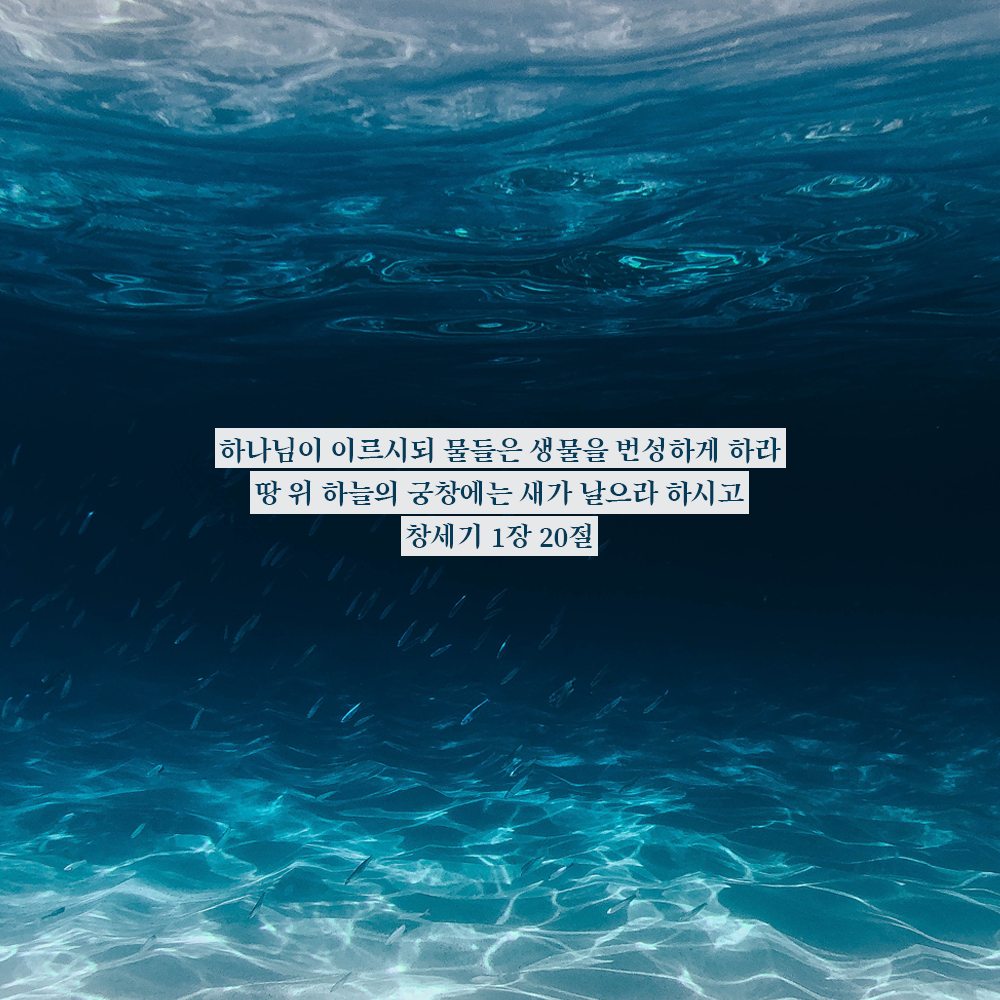 하나님이 이르시되 물들은 생물을 번성하게 하라
땅 위 하늘의 궁창에는 새가 날으라 하시고
창세기 1장 20절